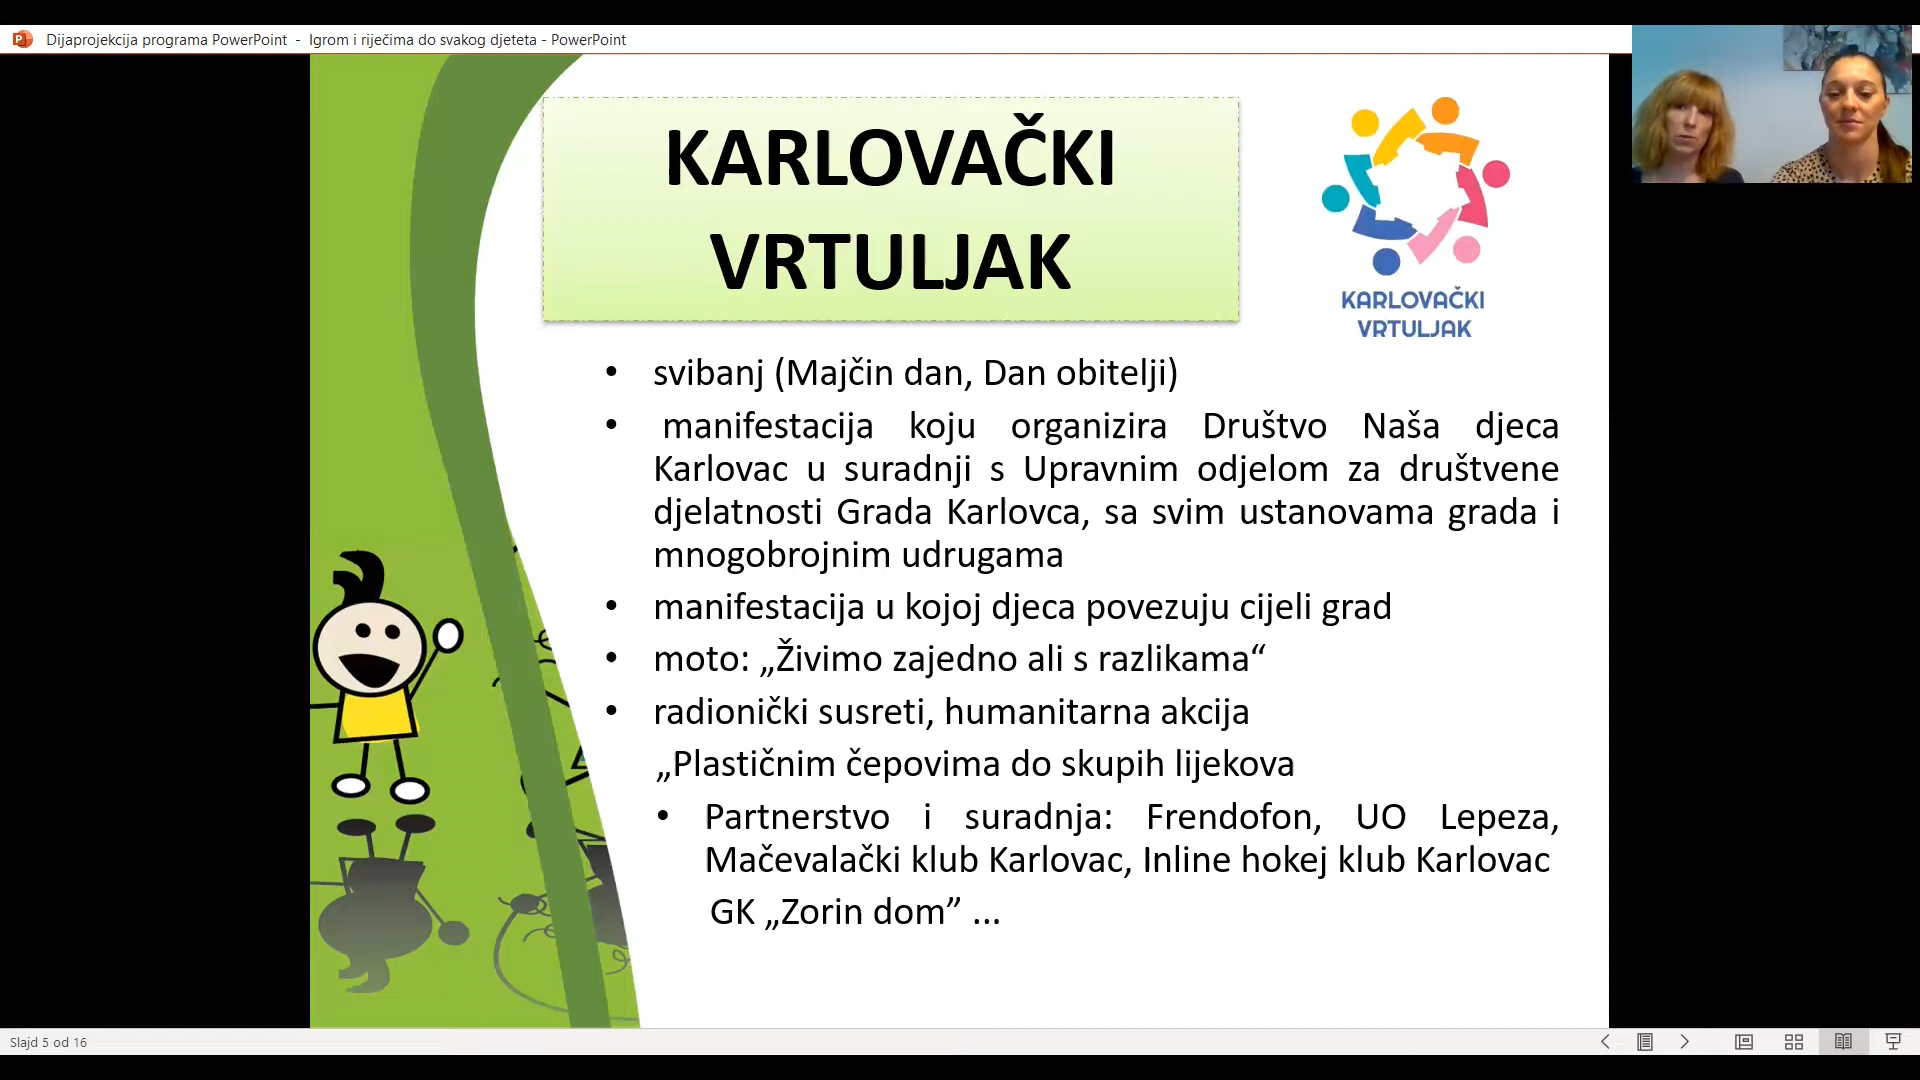 Dijaprojekcija programa PowerPoint - Igrom i riječima do svakog djeteta - PowerPoint
KARLOVAČKI
VRTULJAK
KARLOVAČKI
VRTULJAK
• svibanj (Majčin dan, Dan obitelji)
• manifestacija koju organizira Društvo Naša djeca
Karlovac u suradnji s Upravnim odjelom za društvene
djelatnosti Grada Karlovca, sa svim ustanovama grada i
mnogobrojnim udrugama
• manifestacija u kojoj djeca povezuju cijeli grad
• moto: „Živimo zajedno ali s razlikama“
• radionički susreti, humanitarna akcija
„Plastičnim čepovima do skupih lijekova
• Partnerstvo i suradnja: Frendofon, UO Lepeza,
Mačevalački klub Karlovac, Inline hokej klub Karlovac
GK „Zorin dom” ...
Slajd 5 od 16